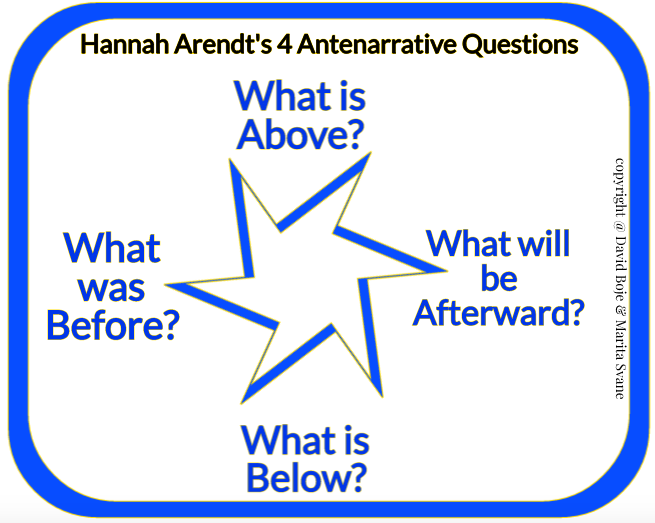 Hannah Arendt's 4 Antenarrative Questions
What is
Above?
What
was
Before?
What will
be
Afterward?
What is
Below?
copyright @ David Boje & Marita Svane